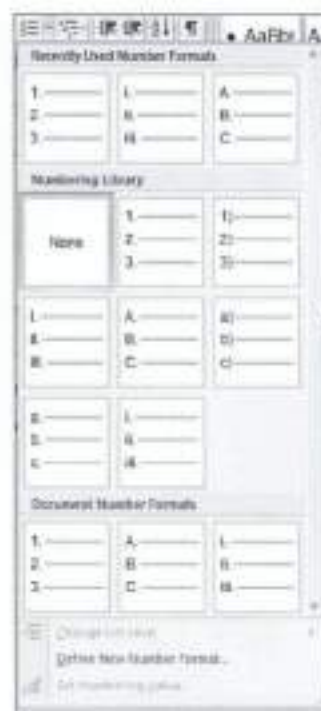 AaBb A
Recently Used Number Formats
1. i. A.
2. ii. B.
3. iii. C.
Numbering Library
None 1. 1)
2. 2)
3. 3)
I. A. a)
II. B. b)
III. C. c)
a. i.
b. ii.
c. iii.
Document Number Formats
1. A. I.
2. B. II.
3. C. III.
Change List Level
Define New Number Format...
Set Numbering Value...